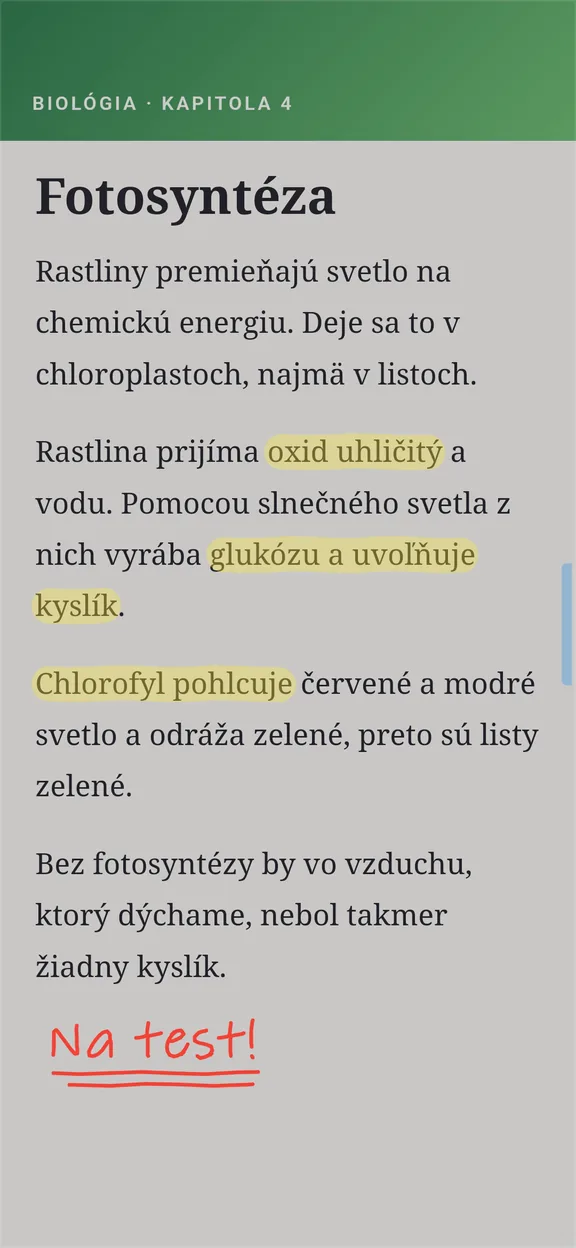 BIOLÓGIA · KAPITOLA 4
Fotosyntéza
Rastliny premieňajú svetlo na
chemickú energiu. Deje sa to v
chloroplastoch, najmä v listoch.
Rastlina prijíma oxid uhličitý a
vodu. Pomocou slnečného svetla z
nich vyrába glukózu a uvoľňuje
kyslík.
Chlorofyl pohlcuje červené a modré
svetlo a odráža zelené, preto sú listy
zelené.
Bez fotosyntézy by vo vzduchu,
ktorý dýchame, nebol takmer
žiadny kyslík.
Na test!